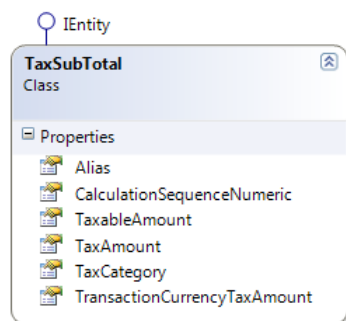 IEntity
TaxSubTotal
Class
Properties
Alias
CalculationSequenceNumeric
TaxableAmount
TaxAmount
TaxCategory
TransactionCurrencyTaxAmount